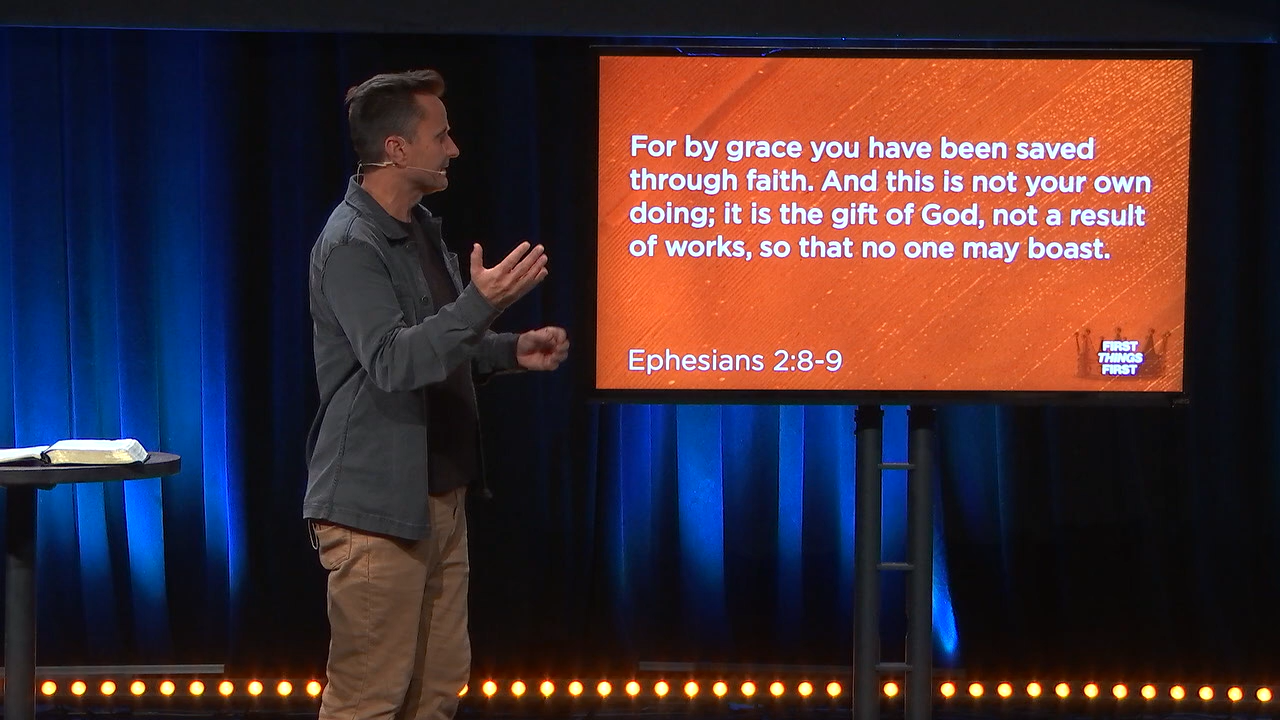 For by grace you have been saved
through faith. And this is not your own
doing; it is the gift of God, not a result
of works, so that no one may boast.
Ephesians 2:8-9
FIRST
THINGS
FIRST